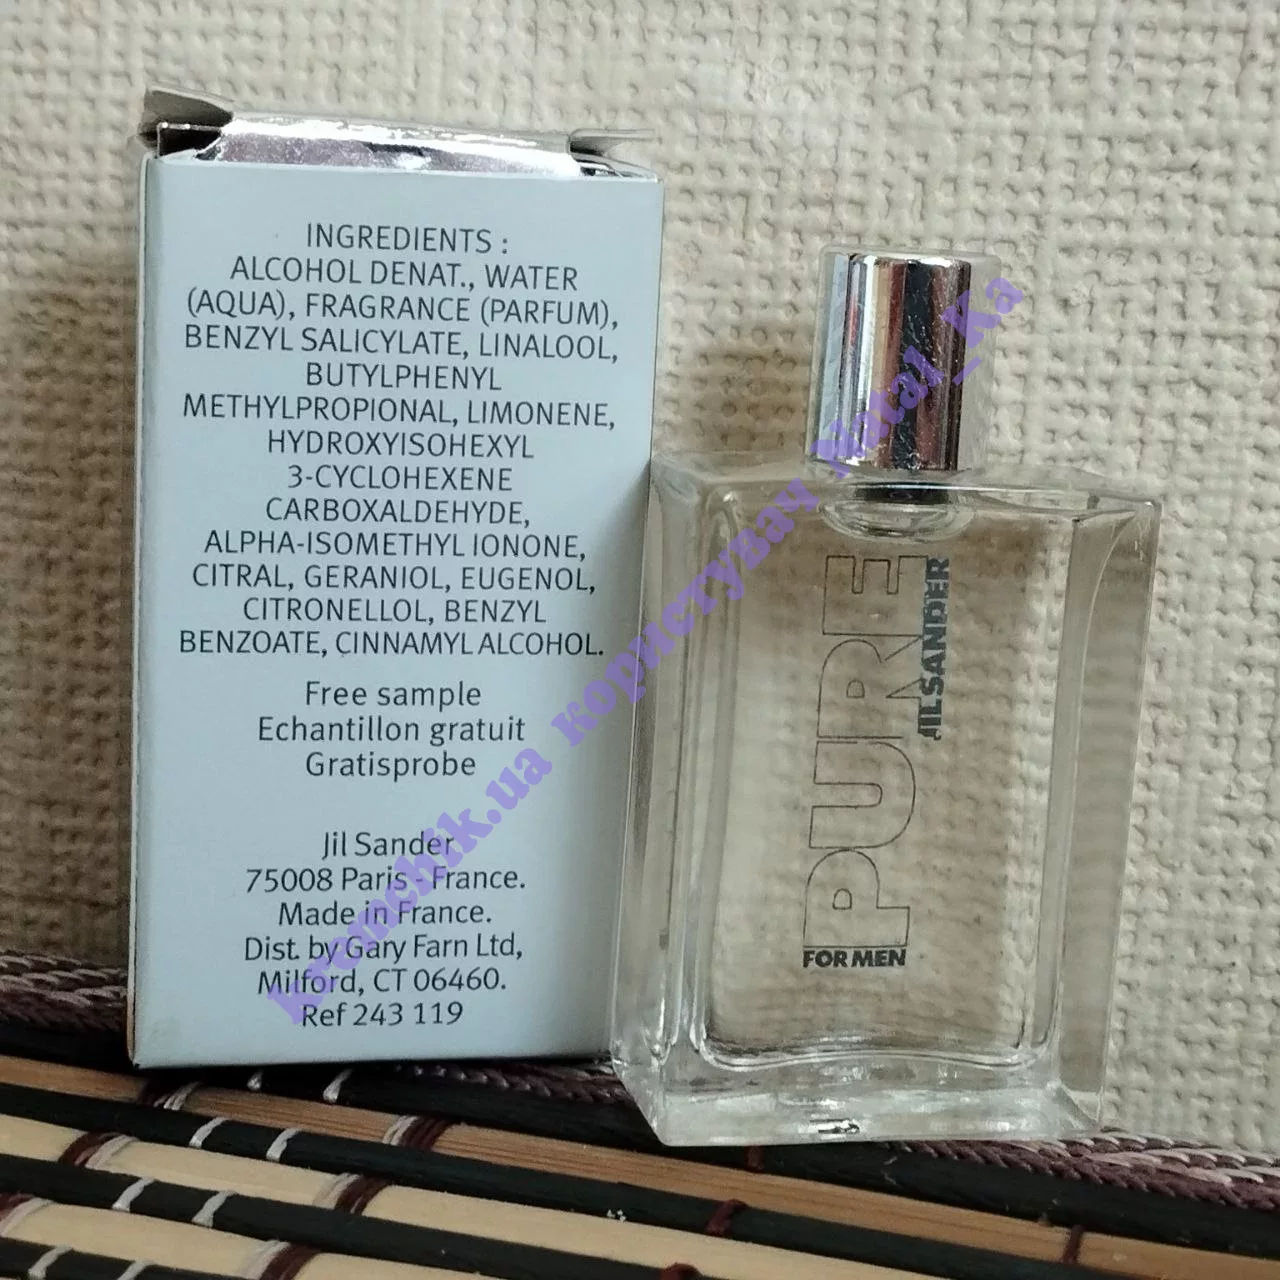 INGREDIENTS :
ALCOHOL DENAT., WATER
(AQUA), FRAGRANCE (PARFUM),
BENZYL SALICYLATE, LINALOOL,
BUTYLPHENYL
METHYLPROPIONAL, LIMONENE,
HYDROXYISOHEXYL
3-CYCLOHEXENE
CARBOXALDEHYDE,
ALPHA-ISOMETHYL IONONE,
CITRAL, GERANIOL, EUGENOL,
CITRONELLOL, BENZYL
BENZOATE, CINNAMYL ALCOHOL.
Free sample
Echantillon gratuit
Gratisprobe
Jil Sander
75008 Paris - France.
Made in France.
Dist. by Gary Farn Ltd,
Milford, CT 06460.
Ref 243 119
PURE
JILSANDER
FOR MEN
kromchik.ua користувач Natal_Ka